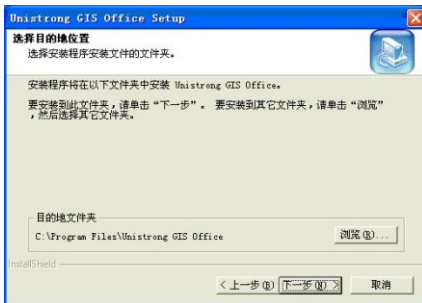 Unistrong GIS Office Setup
选择目的地位置
选择安装程序安装文件的文件夹。
安装程序将在以下文件夹中安装 Unistrong GIS Office。
要安装到此文件夹，请单击“下一步”。 要安装到其它文件夹，请单击“浏览”
，然后选择其它文件夹。
目的地文件夹
C:\Program Files\Unistrong GIS Office
浏览(R)...
InstallShield
< 上一步(B) 下一步(N) > 取消